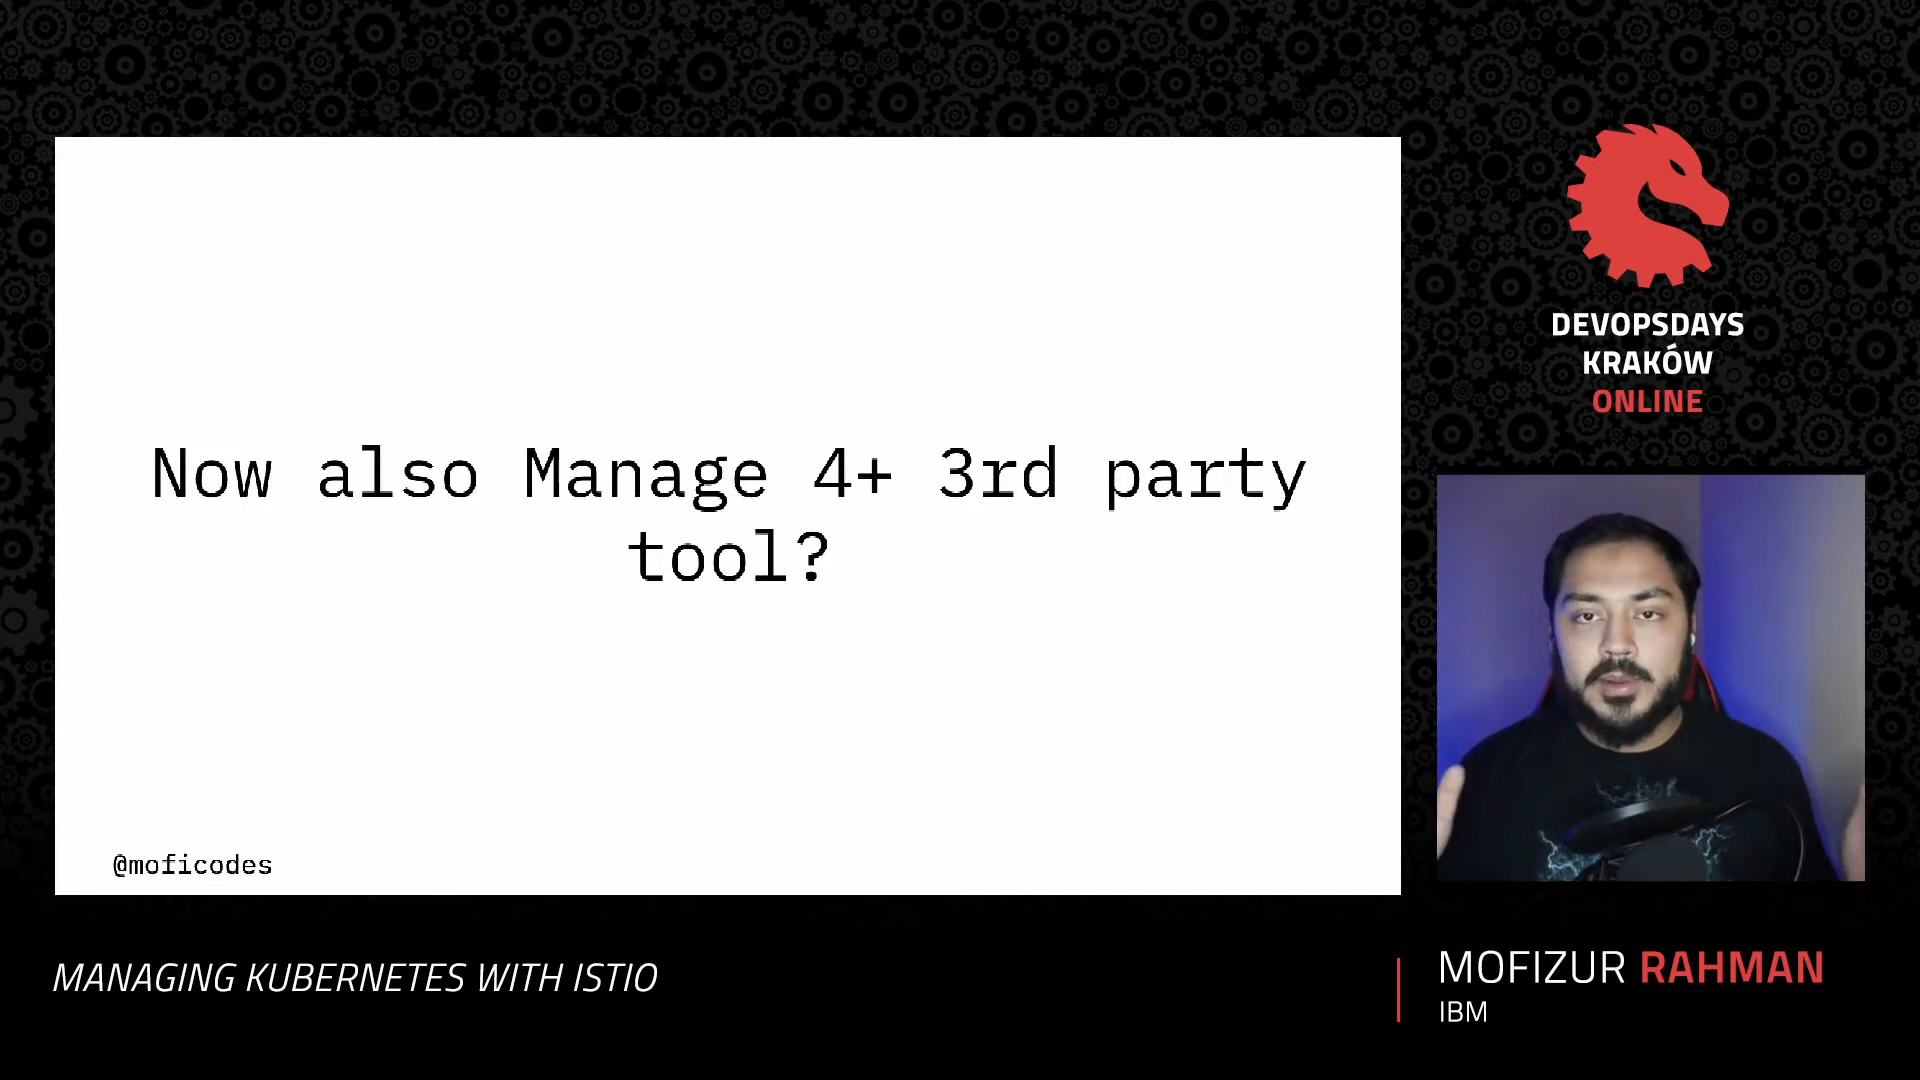 Now also Manage 4+ 3rd party
tool?
@moficodes
DEVOPSDAYS
KRAKÓW
ONLINE
MANAGING KUBERNETES WITH ISTIO
MOFIZUR RAHMAN
IBM